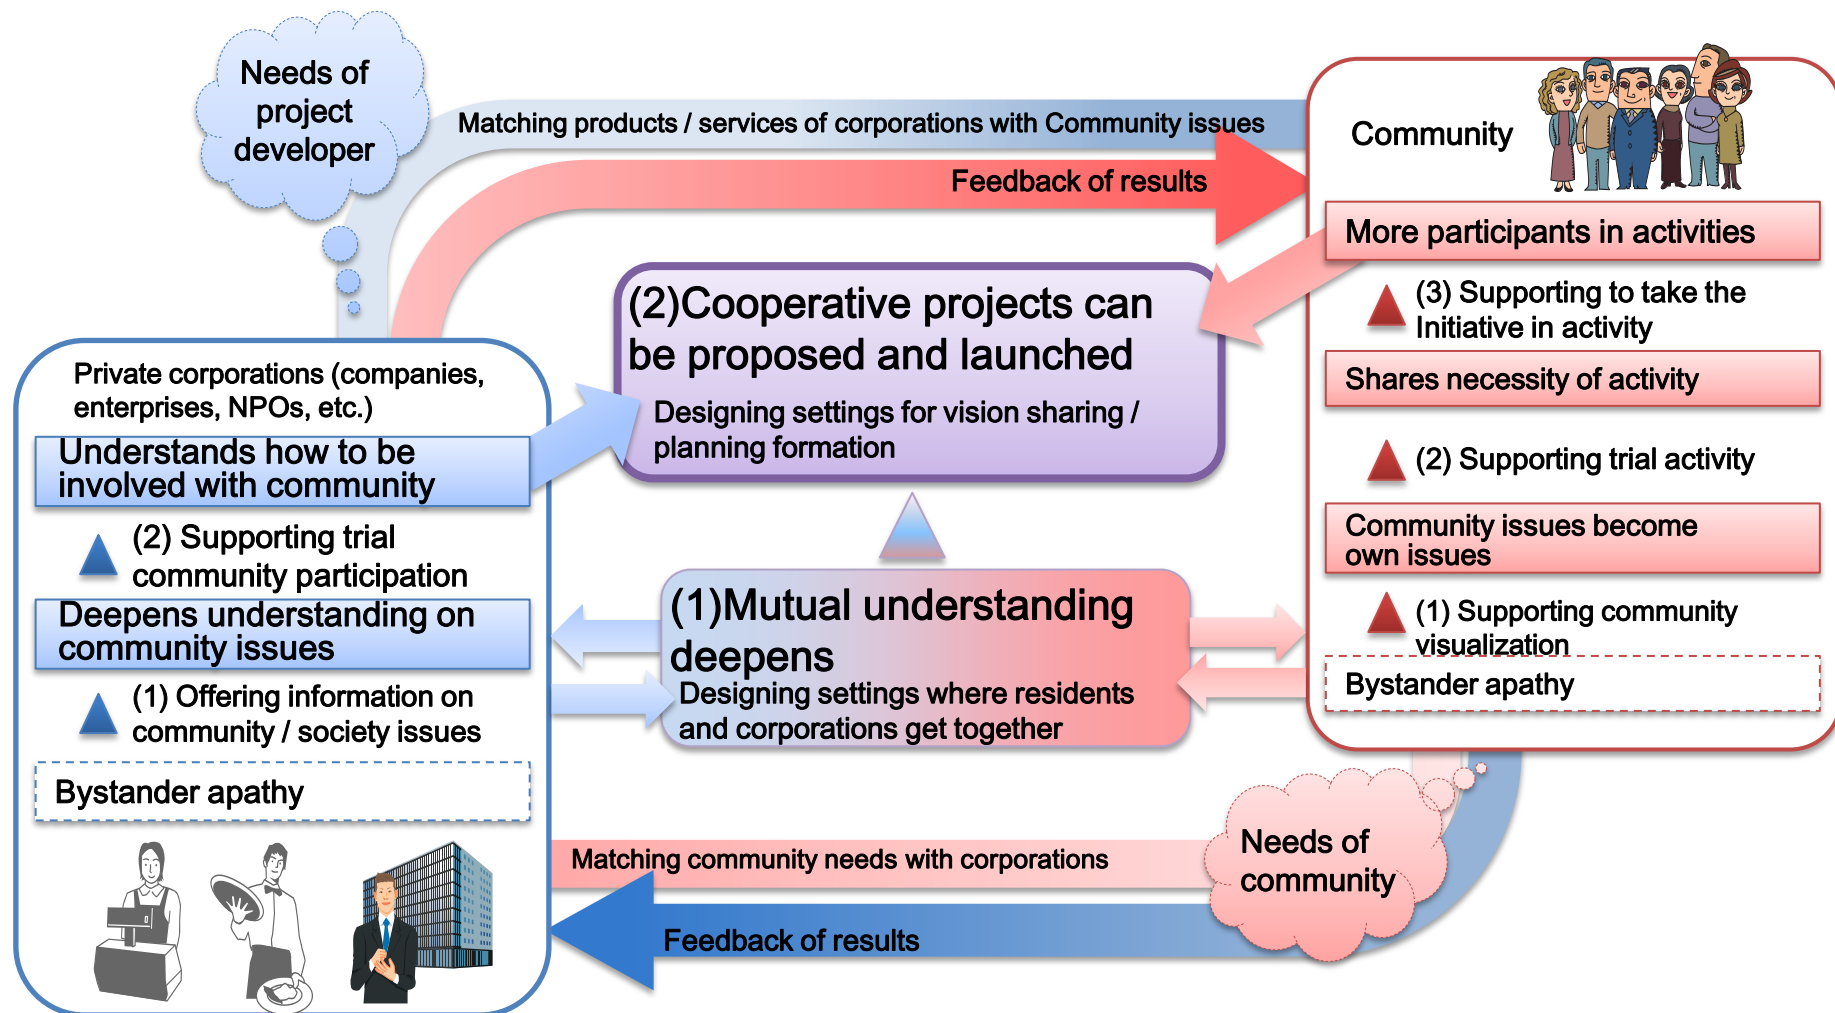 Needs of
project
developer
Matching products / services of corporations with Community issues
Feedback of results
Community
More participants in activities
(3) Supporting to take the
Initiative in activity
Shares necessity of activity
(2) Supporting trial activity
Community issues become
own issues
(1) Supporting community
visualization
Bystander apathy
(2)Cooperative projects can
be proposed and launched
Designing settings for vision sharing /
planning formation
(1)Mutual understanding
deepens
Designing settings where residents
and corporations get together
Private corporations (companies,
enterprises, NPOs, etc.)
Understands how to be
involved with community
(2) Supporting trial
community participation
Deepens understanding on
community issues
(1) Offering information on
community / society issues
Bystander apathy
Matching community needs with corporations
Feedback of results
Needs of
community